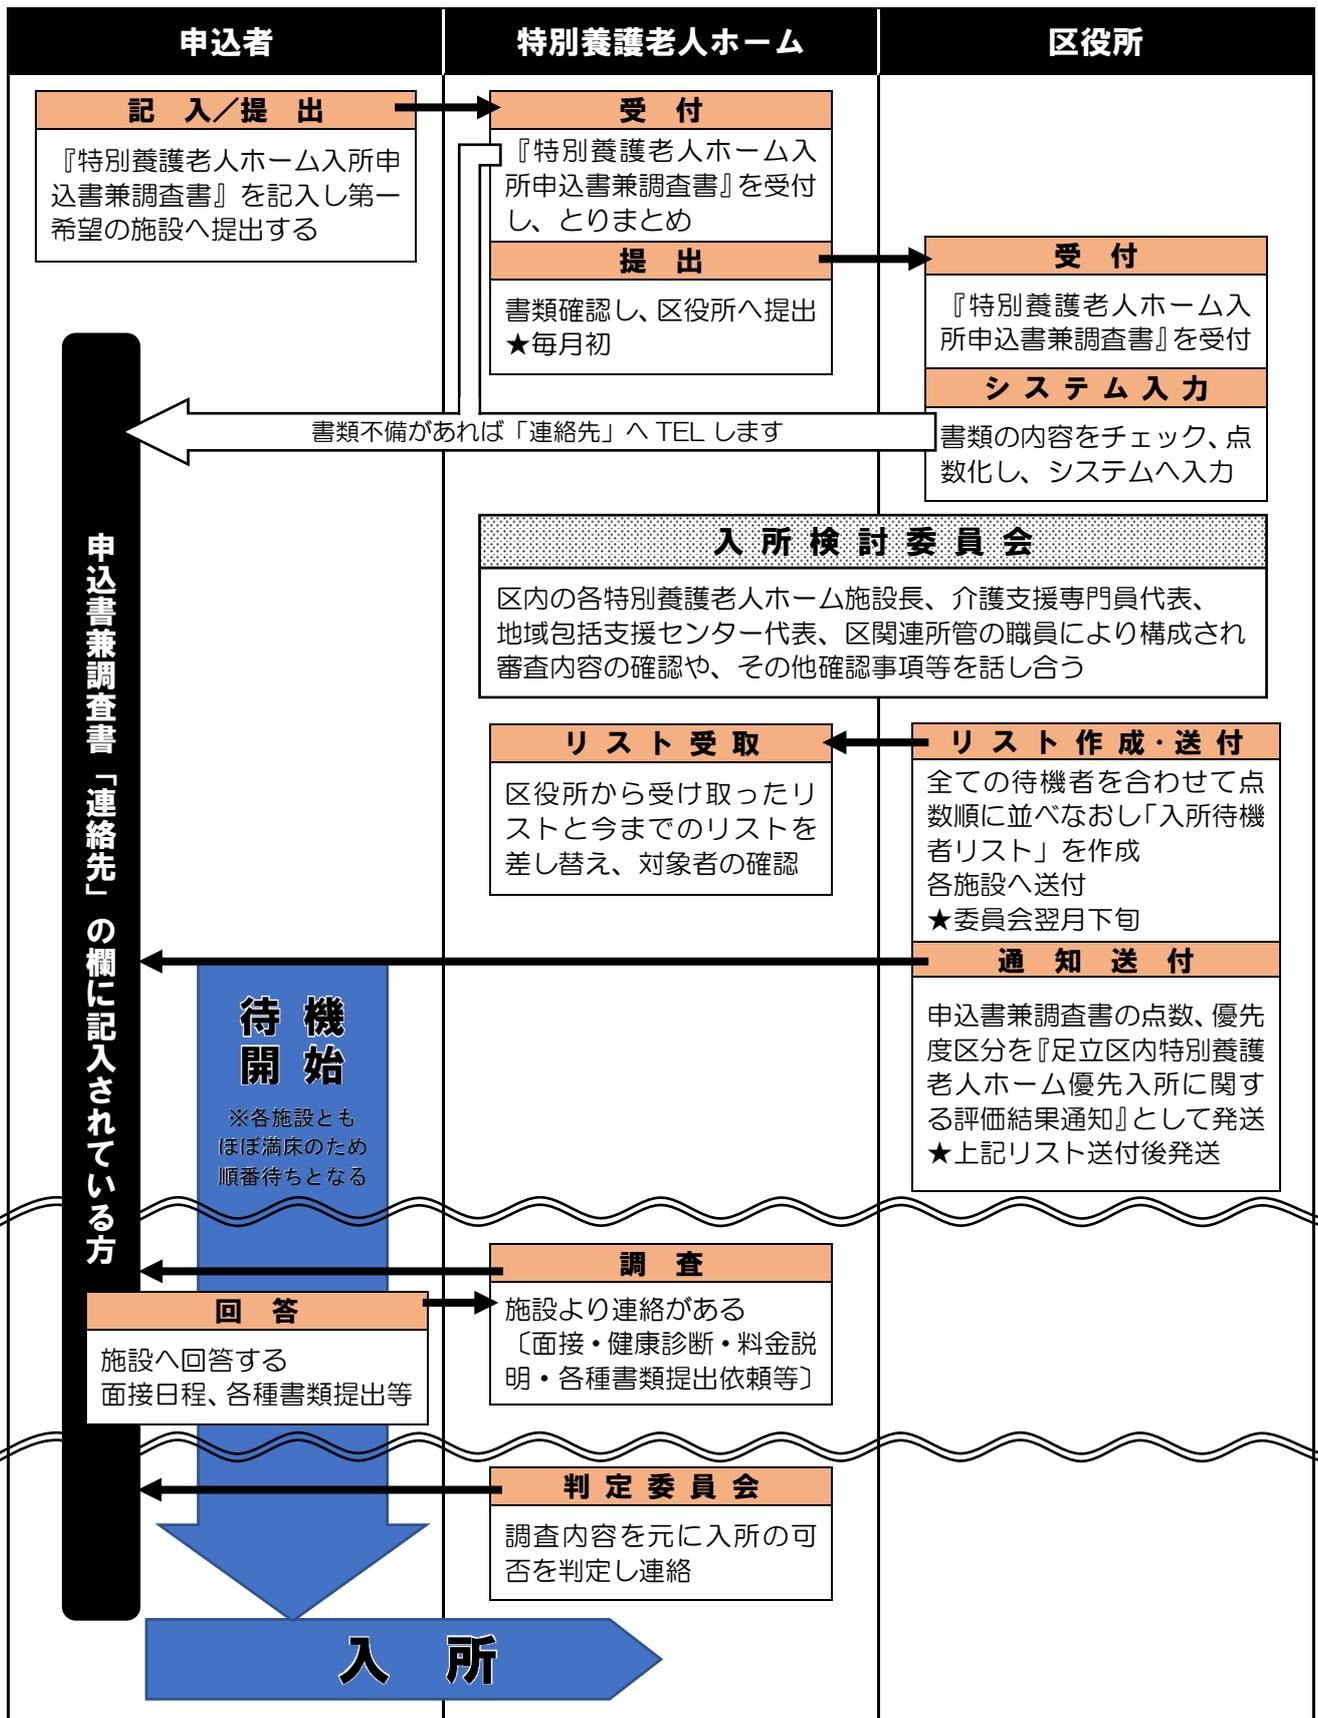 申込者
特別養護老人ホーム
区役所
記　入／提　出
『特別養護老人ホーム入所申
込書兼調査書』を記入し第一
希望の施設へ提出する
受　付
『特別養護老人ホーム入
所申込書兼調査書』を受付
し、とりまとめ
提　出
書類確認し、区役所へ提出
★毎月初
受　付
『特別養護老人ホーム入
所申込書兼調査書』を受付
システム入力
書類の内容をチェック、点
数化し、システムへ入力
書類不備があれば「連絡先」へ TEL します
申込書兼調査書「連絡先」の欄に記入されている方
入所検討委員会
区内の各特別養護老人ホーム施設長、介護支援専門員代表、
地域包括支援センター代表、区関連所管の職員により構成され
審査内容の確認や、その他確認事項等を話し合う
リスト受取
区役所から受け取ったリ
ストと今までのリストを
差し替え、対象者の確認
リスト作成・送付
全ての待機者を合わせて点
数順に並べなおし「入所待機
者リスト」を作成
各施設へ送付
★委員会翌月下旬
通　知　送　付
申込書兼調査書の点数、優先
度区分を『足立区内特別養護
老人ホーム優先入所に関す
る評価結果通知』として発送
★上記リスト送付後発送
待機
開始
※各施設とも
ほぼ満床のため
順番待ちとなる
調　査
施設より連絡がある
〔面接・健康診断・料金説
明・各種書類提出依頼等〕
回　答
施設へ回答する
面接日程、各種書類提出等
判定委員会
調査内容を元に入所の可
否を判定し連絡
入　所